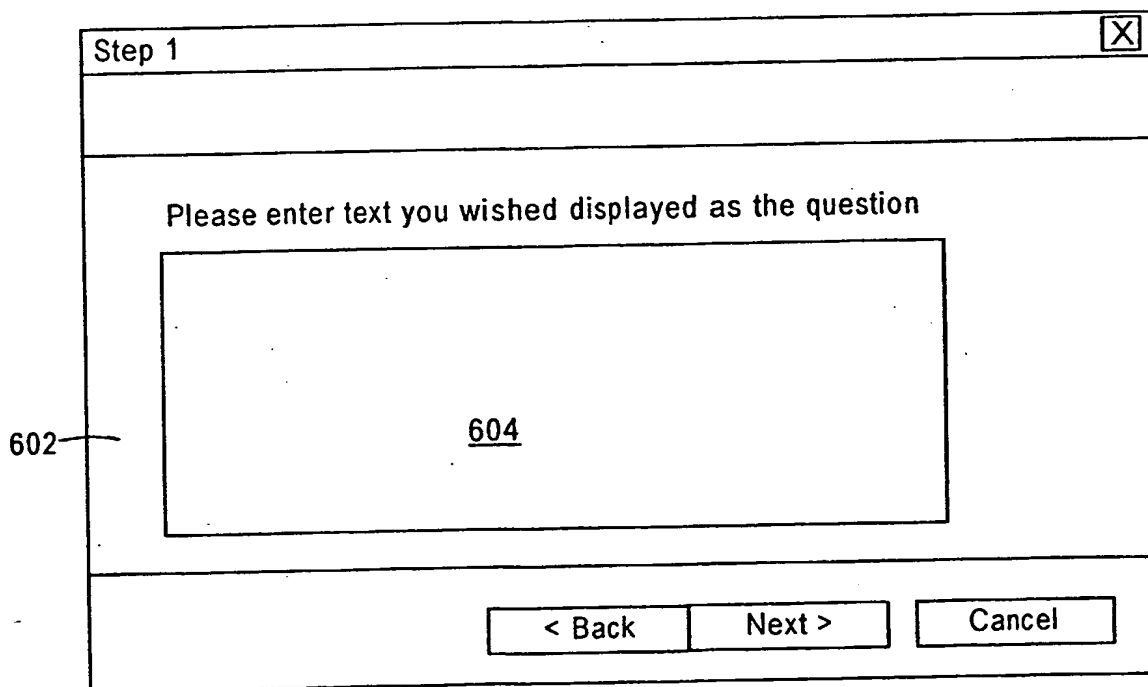 Step 1 X
Please enter text you wished displayed as the question
604
602
< Back Next > Cancel